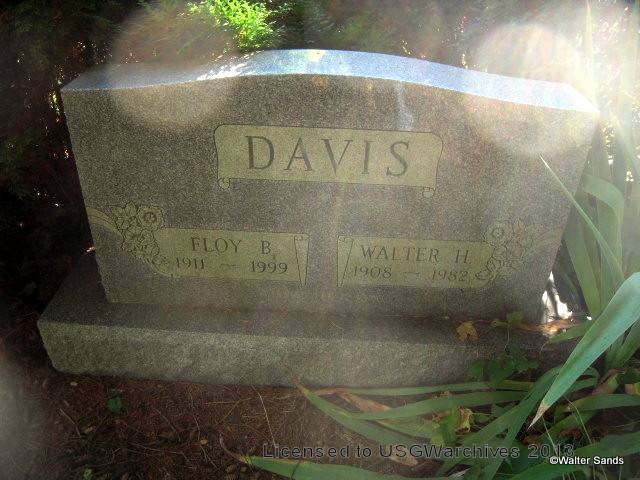 DAVIS
FLOY B.
1911 ~ 1999
WALTER H.
1908 ~ 1982
Licensed to USGWarchives 2013
©Walter Sands